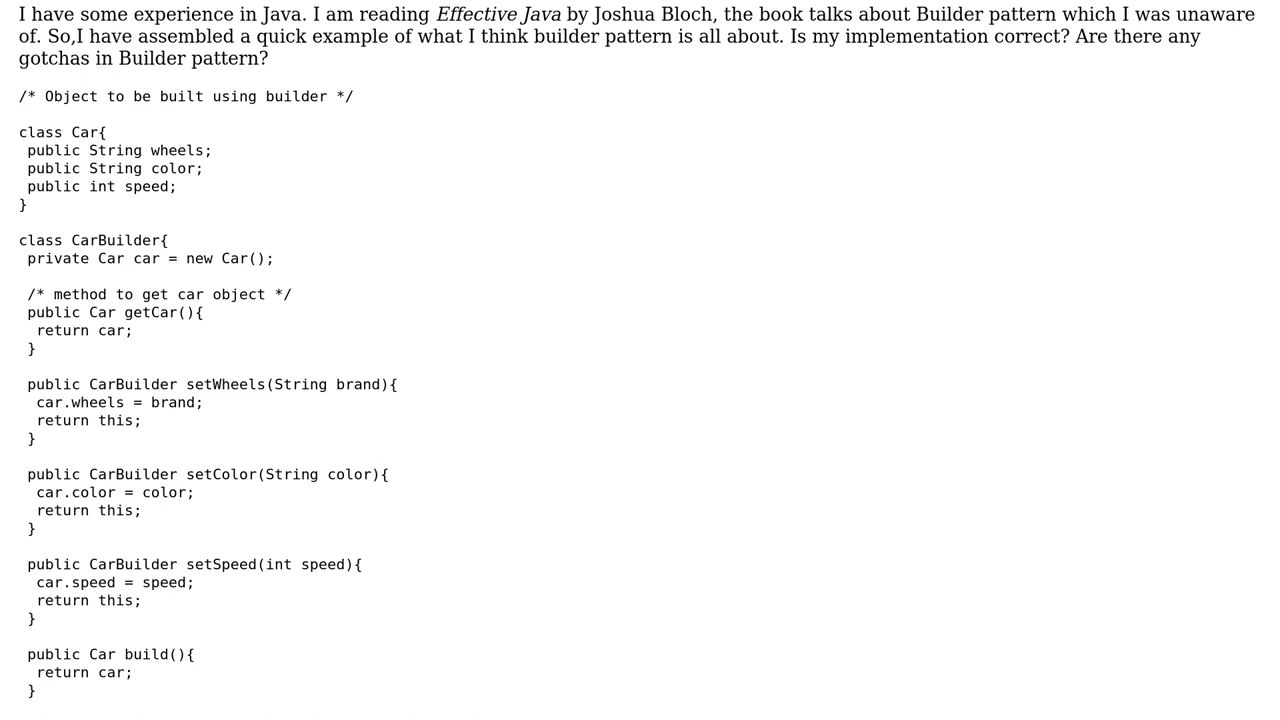 I have some experience in Java. I am reading Effective Java by Joshua Bloch, the book talks about Builder pattern which I was unaware
of. So,I have assembled a quick example of what I think builder pattern is all about. Is my implementation correct? Are there any
gotchas in Builder pattern?
/* Object to be built using builder */
class Car{
 public String wheels;
 public String color;
 public int speed;
}
class CarBuilder{
 private Car car = new Car();
 /* method to get car object */
 public Car getCar(){
  return car;
 }
 public CarBuilder setWheels(String brand){
  car.wheels = brand;
  return this;
 }
 public CarBuilder setColor(String color){
  car.color = color;
  return this;
 }
 public CarBuilder setSpeed(int speed){
  car.speed = speed;
  return this;
 }
 public Car build(){
  return car;
 }